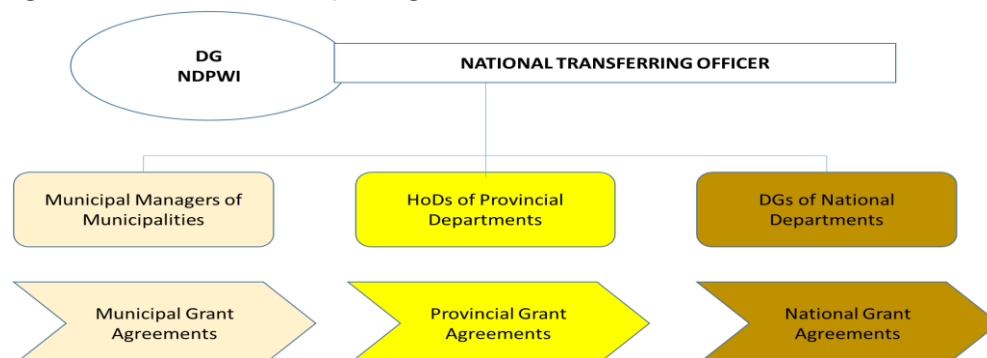 DG
NDPWI
NATIONAL TRANSFERRING OFFICER
Municipal Managers of
Municipalities
HoDs of Provincial
Departments
DGs of National
Departments
Municipal Grant
Agreements
Provincial Grant
Agreements
National Grant
Agreements